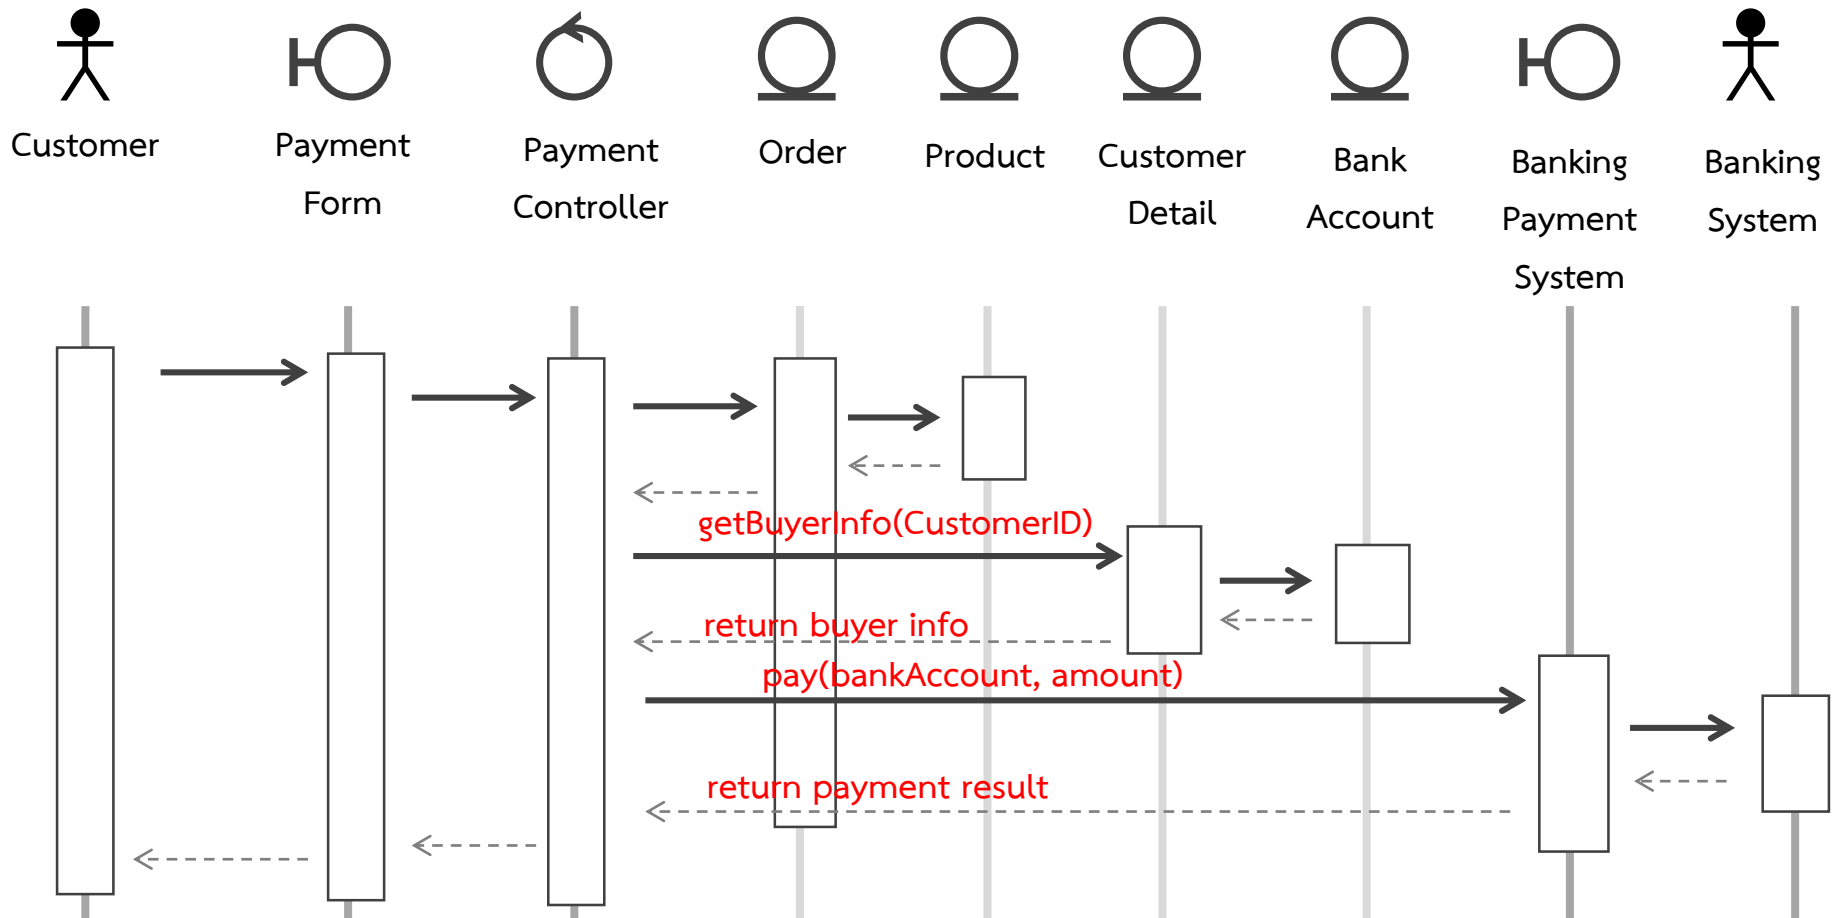 Customer
Payment
Form
Payment
Controller
Order
Product
Customer
Detail
Bank
Account
Banking
Payment
System
Banking
System
getBuyerInfo(CustomerID)
return buyer info
pay(bankAccount, amount)
return payment result